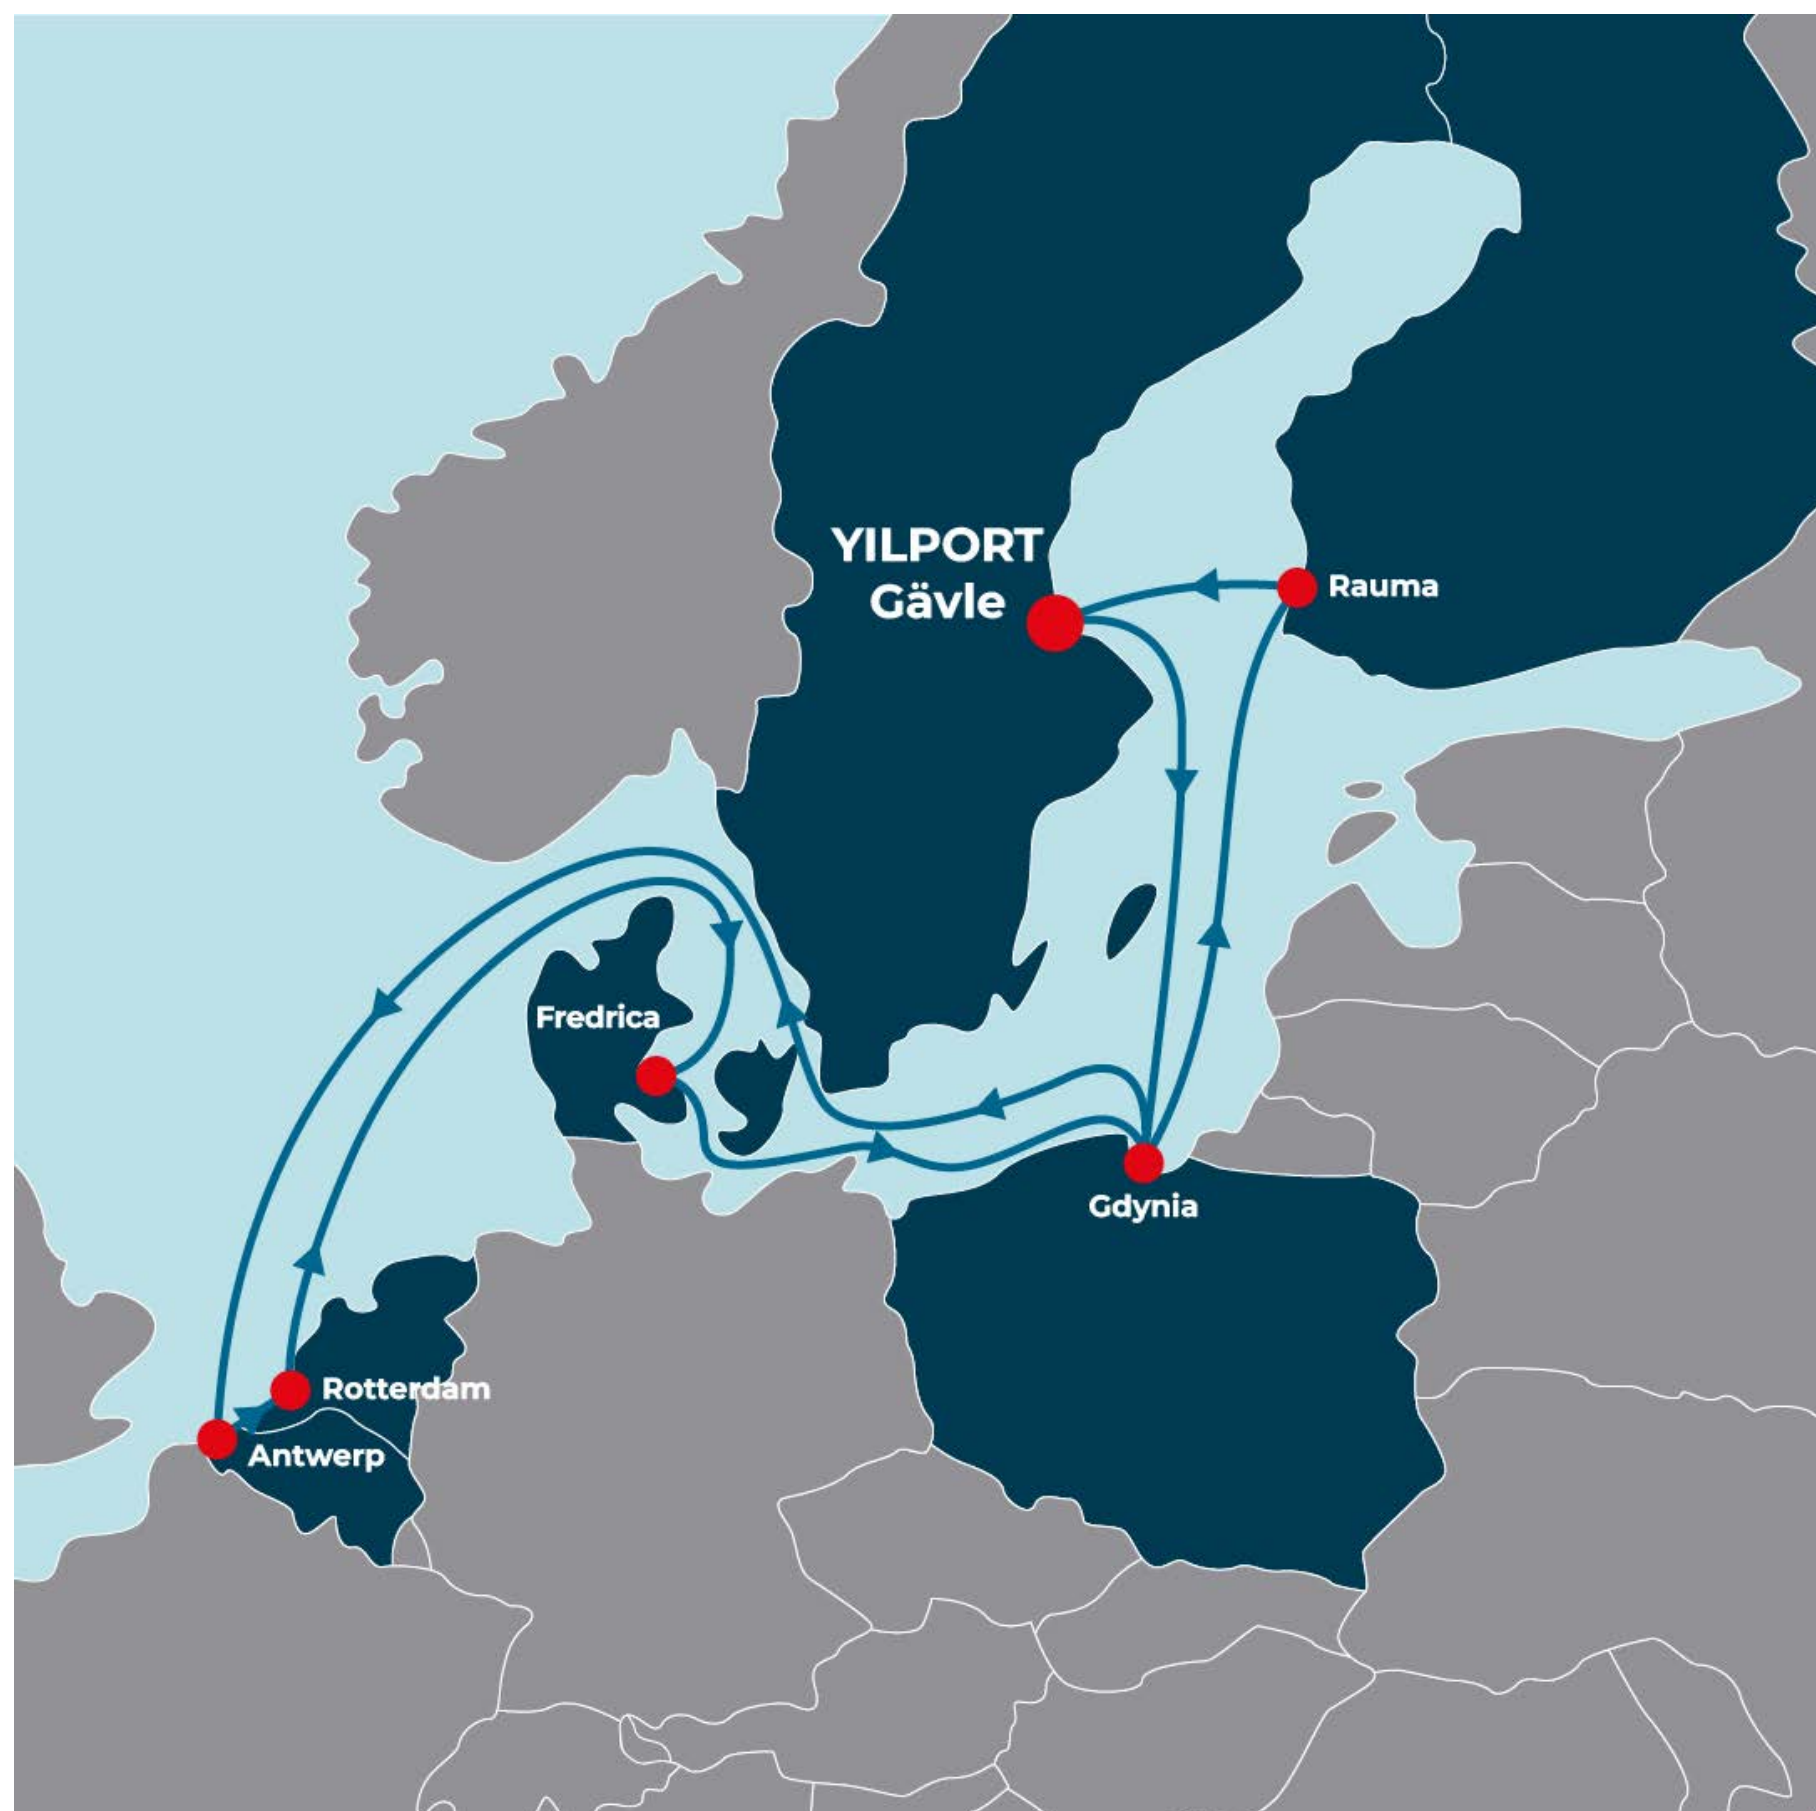 YILPORT
Gävle
Rauma
Fredrica
Gdynia
Rotterdam
Antwerp